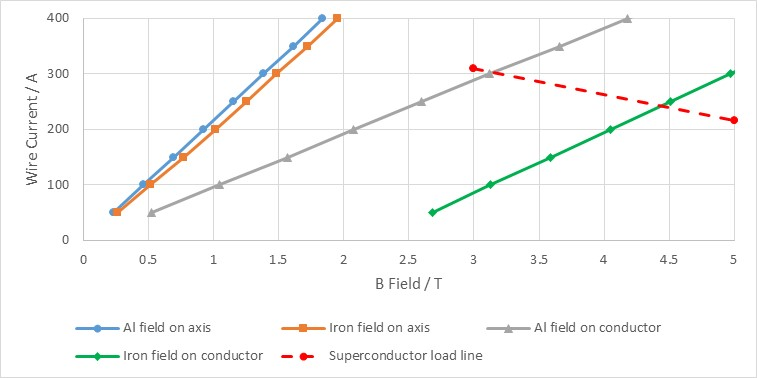 400
300
200
100
0
Wire Current / A
0 0.5 1 1.5 2 2.5 3 3.5 4 4.5 5
B Field / T
Al field on axis Iron field on axis Al field on conductor
Iron field on conductor Superconductor load line